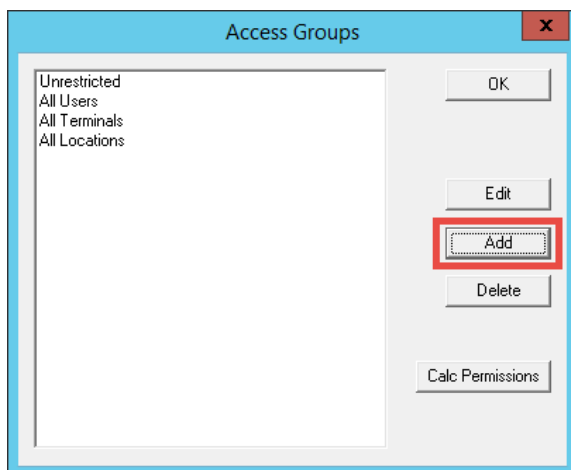 Access Groups
x
Unrestricted
All Users
All Terminals
All Locations
OK
Edit
Add
Delete
Calc Permissions